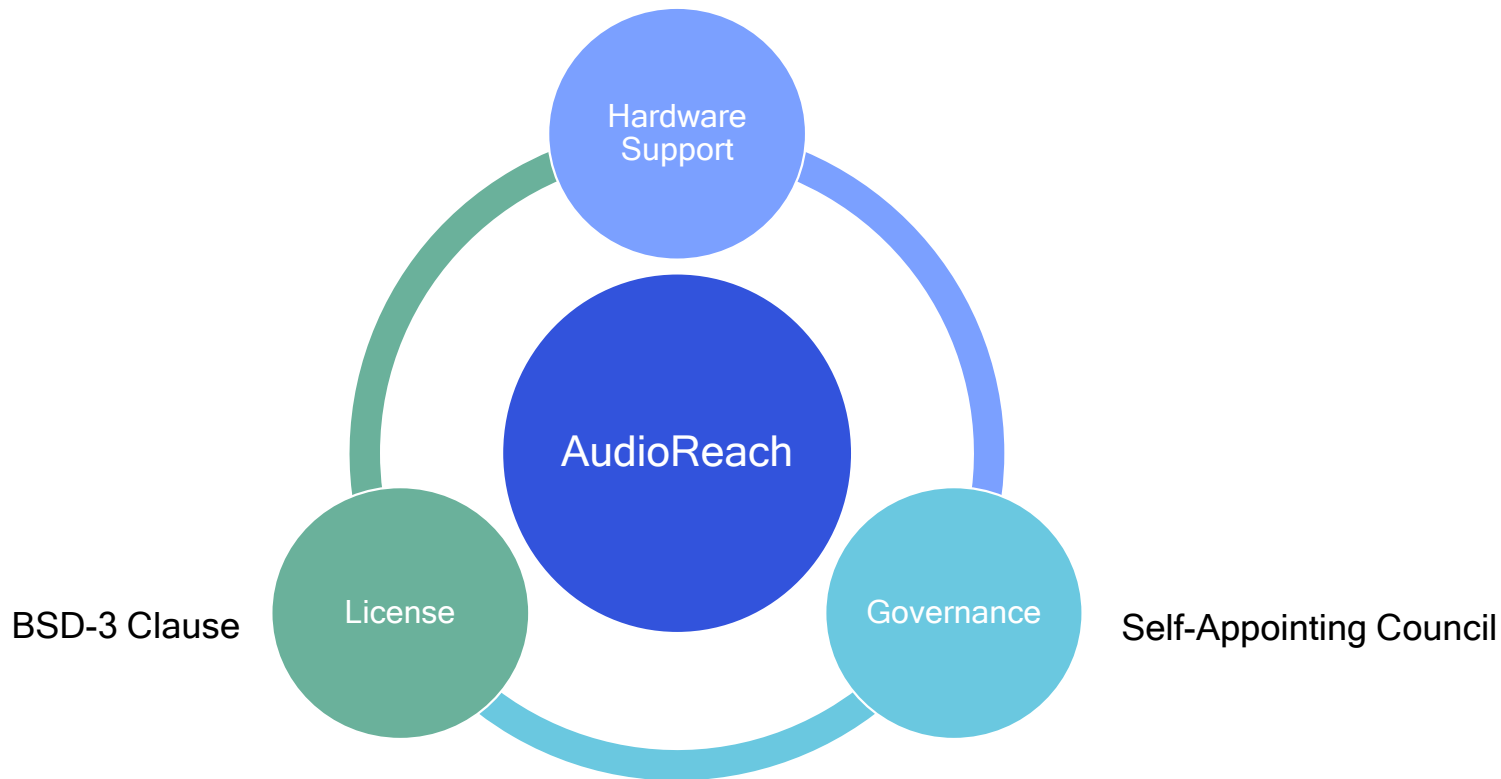 Hardware
Support
AudioReach
BSD-3 Clause
License
Governance
Self-Appointing Council